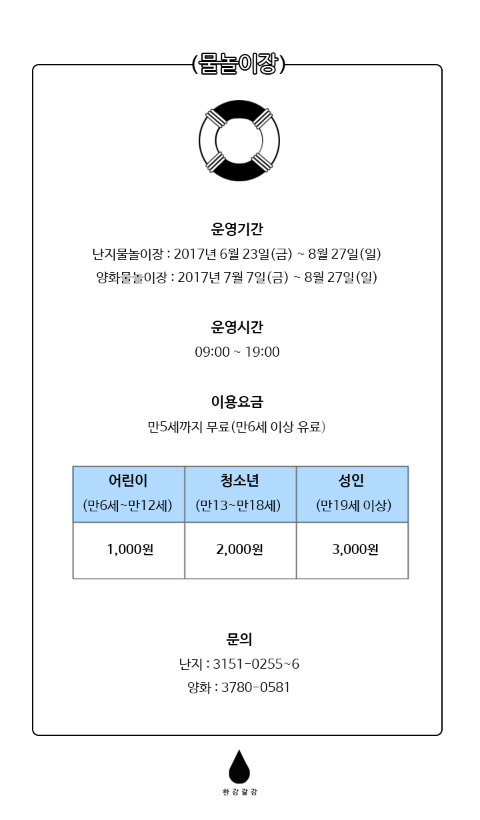 (물놀이장)
운영기간
난지물놀이장 : 2017년 6월 23일(금) ~ 8월 27일(일)
양화물놀이장 : 2017년 7월 7일(금) ~ 8월 27일(일)
운영시간
09:00 ~ 19:00
이용요금
만5세까지 무료(만6세 이상 유료)
어린이 청소년 성인
(만6세~만12세) (만13~만18세) (만19세 이상)
1,000원 2,000원 3,000원
문의
난지 : 3151-0255~6
양화 : 3780-0581
한강갈감